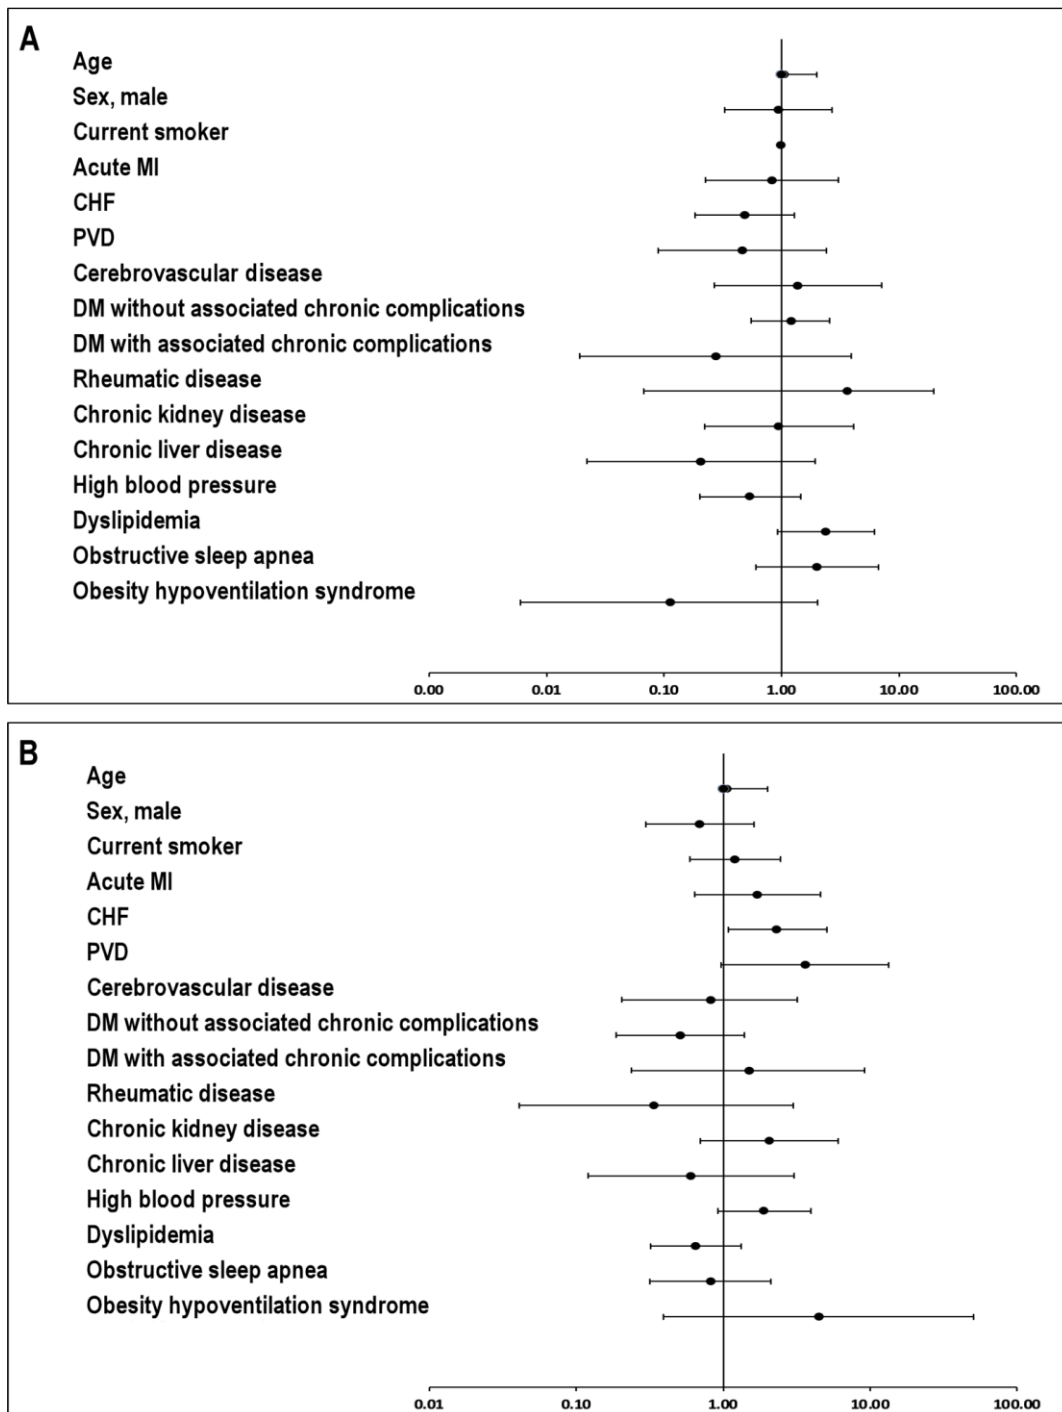 A
Age
Sex, male
Current smoker
Acute MI
CHF
PVD
Cerebrovascular disease
DM without associated chronic complications
DM with associated chronic complications
Rheumatic disease
Chronic kidney disease
Chronic liver disease
High blood pressure
Dyslipidemia
Obstructive sleep apnea
Obesity hypoventilation syndrome
0.00 0.01 0.10 1.00 10.00 100.00
B
Age
Sex, male
Current smoker
Acute MI
CHF
PVD
Cerebrovascular disease
DM without associated chronic complications
DM with associated chronic complications
Rheumatic disease
Chronic kidney disease
Chronic liver disease
High blood pressure
Dyslipidemia
Obstructive sleep apnea
Obesity hypoventilation syndrome
0.01 0.10 1.00 10.00 100.00